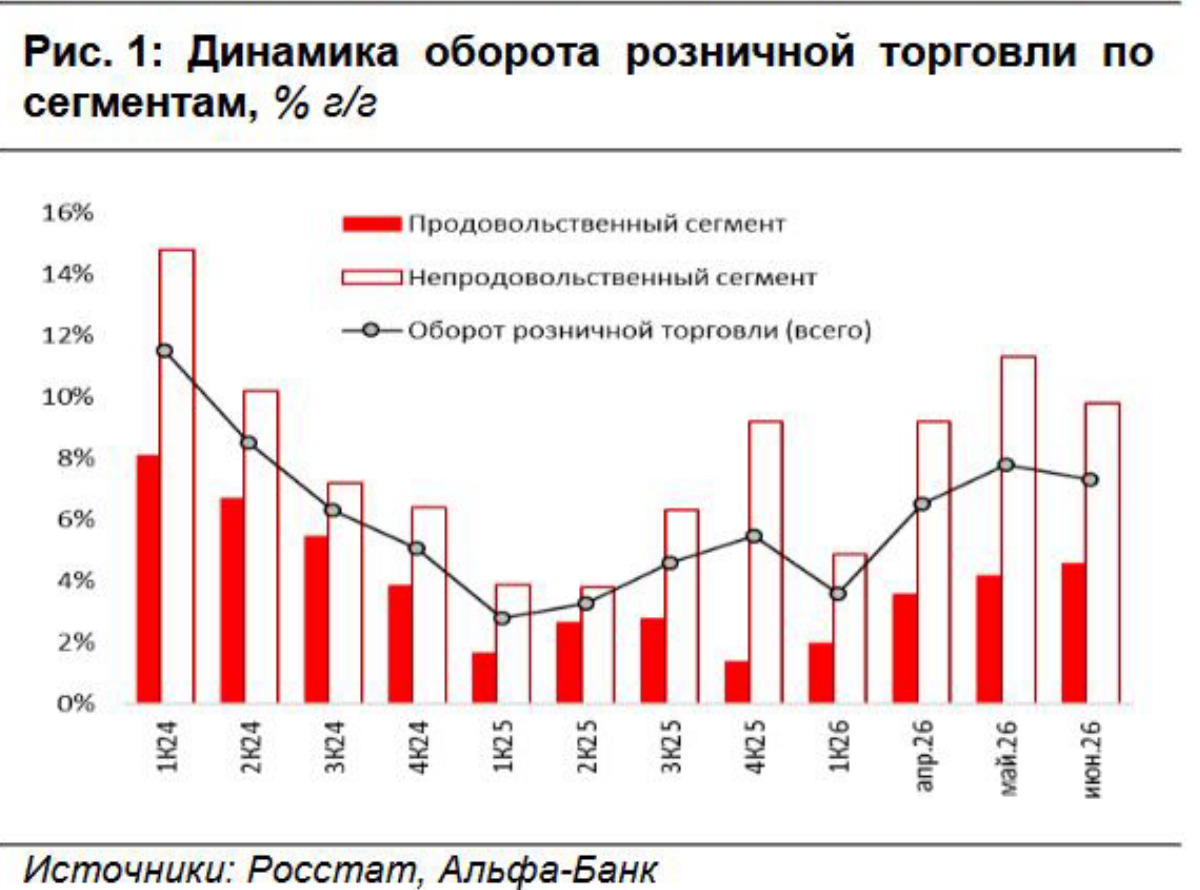 Рис. 1: Динамика оборота розничной торговли по
сегментам, % г/г
16%
14%
12%
10%
8%
6%
4%
2%
0%
Продовольственный сегмент
Непродовольственный сегмент
Оборот розничной торговли (всего)
1К24
2К24
3К24
4К24
1К25
2К25
3К25
4К25
1К26
апр.26
май.26
июн.26
Источники: Росстат, Альфа-Банк